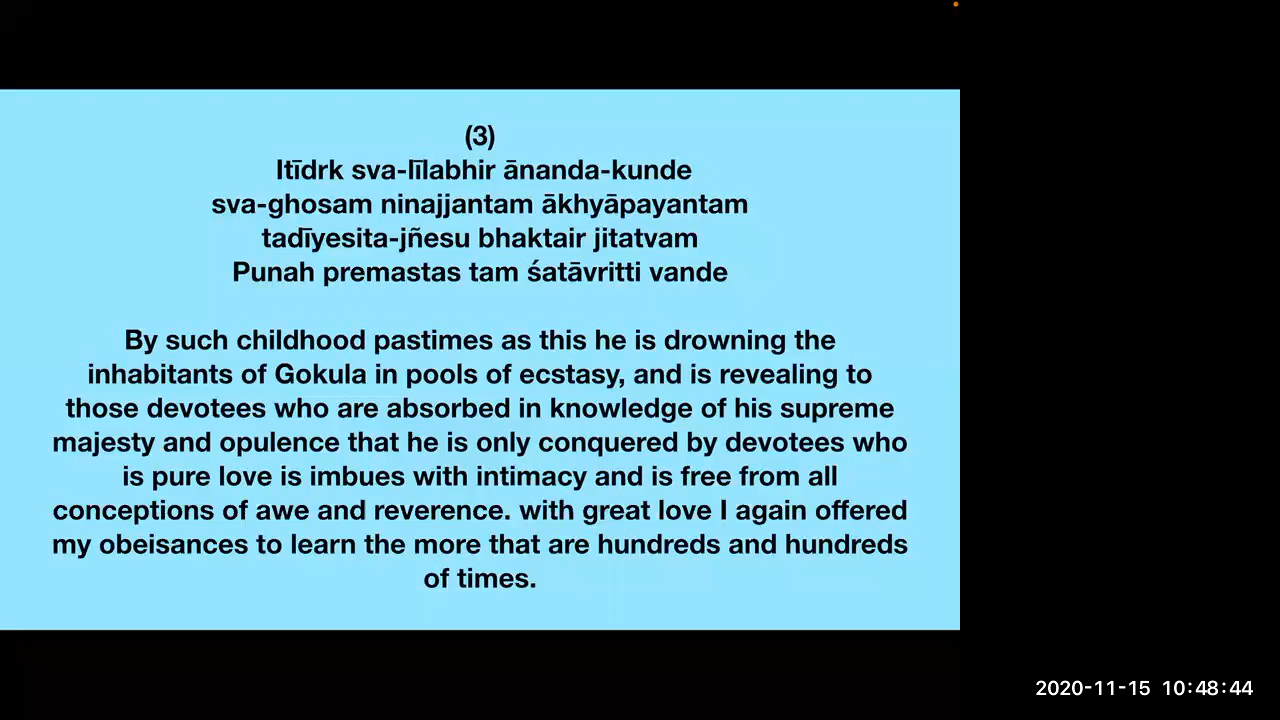 (3)
Itīdrk sva-līlabhir ānanda-kunde
sva-ghosam ninajjantam ākhyāpayantam
tadīyesita-jñesu bhaktair jitatvam
Punah premastas tam śatāvritti vande
By such childhood pastimes as this he is drowning the
inhabitants of Gokula in pools of ecstasy, and is revealing to
those devotees who are absorbed in knowledge of his supreme
majesty and opulence that he is only conquered by devotees who
is pure love is imbues with intimacy and is free from all
conceptions of awe and reverence. with great love I again offered
my obeisances to learn the more that are hundreds and hundreds
of times.
2020-11-15 10:48:44